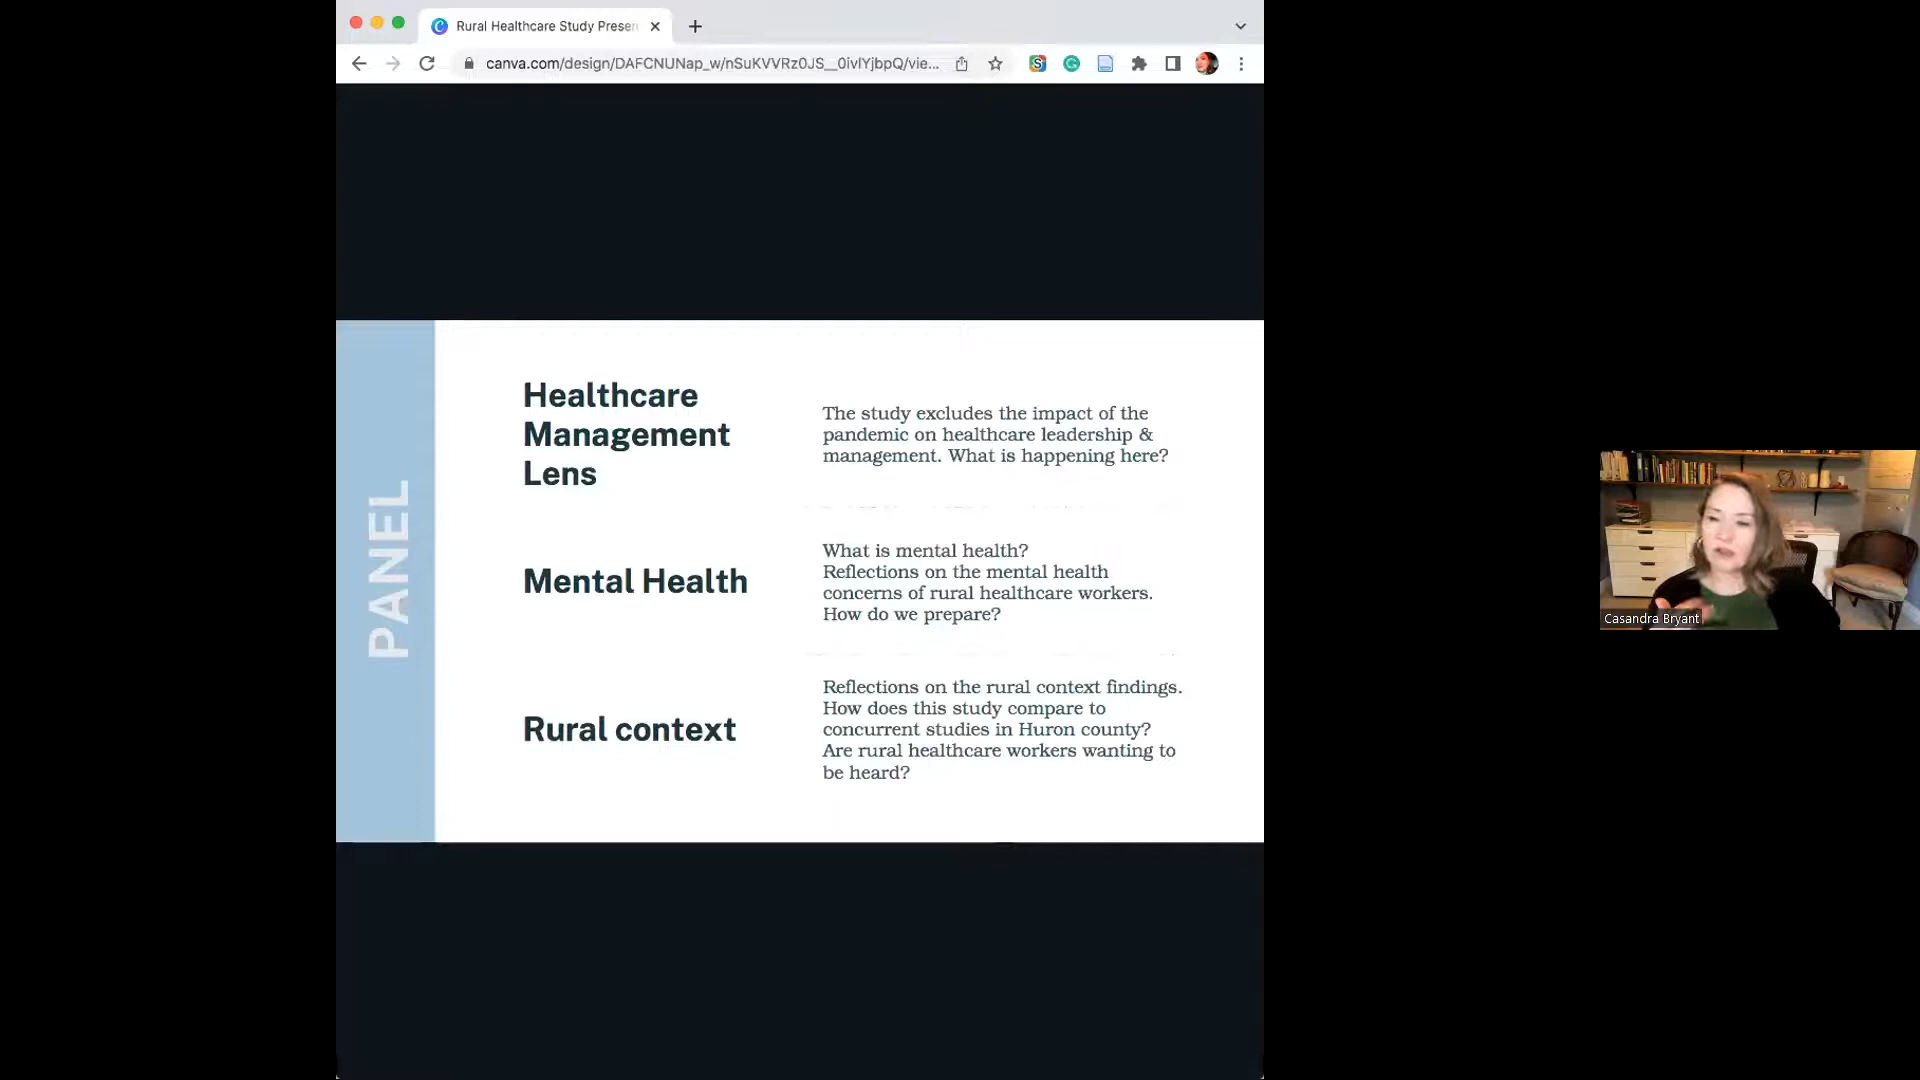 Rural Healthcare Study Presen
canva.com/design/DAFCNUNap_w/nSuKVVRz0JS__0ivIYjbpQ/vie...
PANEL
Healthcare
Management
Lens
The study excludes the impact of the
pandemic on healthcare leadership &
management. What is happening here?
Mental Health
What is mental health?
Reflections on the mental health
concerns of rural healthcare workers.
How do we prepare?
Rural context
Reflections on the rural context findings.
How does this study compare to
concurrent studies in Huron county?
Are rural healthcare workers wanting to
be heard?
Casandra Bryant